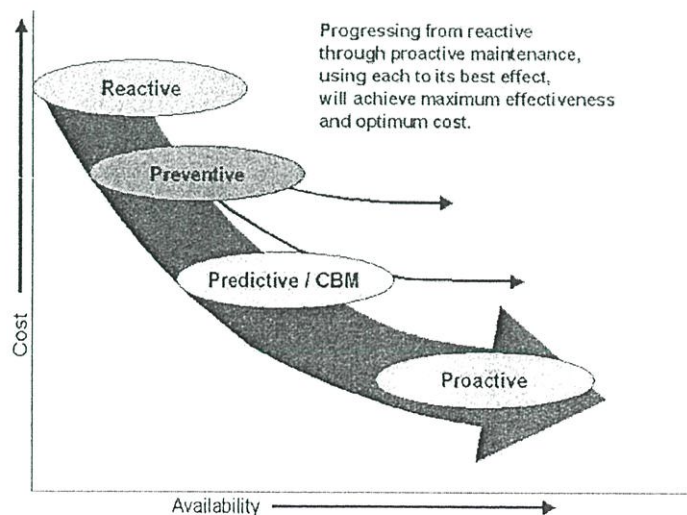 Progressing from reactive
through proactive maintenance,
using each to its best effect,
will achieve maximum effectiveness
and optimum cost.
Reactive
Preventive
Predictive / CBM
Proactive
Cost
Availability